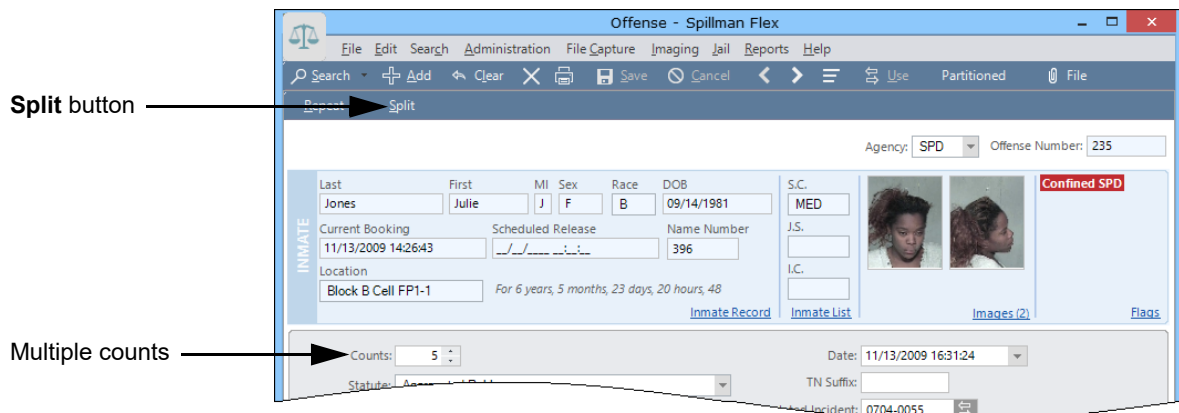 Offense - Spillman Flex
File Edit Search Administration File Capture Imaging Jail Reports Help
Search Add Clear Save Cancel Use Partitioned File
Split button
Repeat Split
Agency: SPD Offense Number: 235
INMATE
Last First MI Sex Race DOB S.C. Confined SPD
Jones Julie J F B 09/14/1981 MED
Current Booking Scheduled Release Name Number J.S.
11/13/2009 14:26:43 __/__/____ __:__:__ 396
Location I.C.
Block B Cell FP1-1 For 6 years, 5 months, 23 days, 20 hours, 48
Inmate Record Inmate List Images (2) Flags
Multiple counts
Counts: 5 Date: 11/13/2009 16:31:24
Statute: TN Suffix:
Incident: 0704-0055